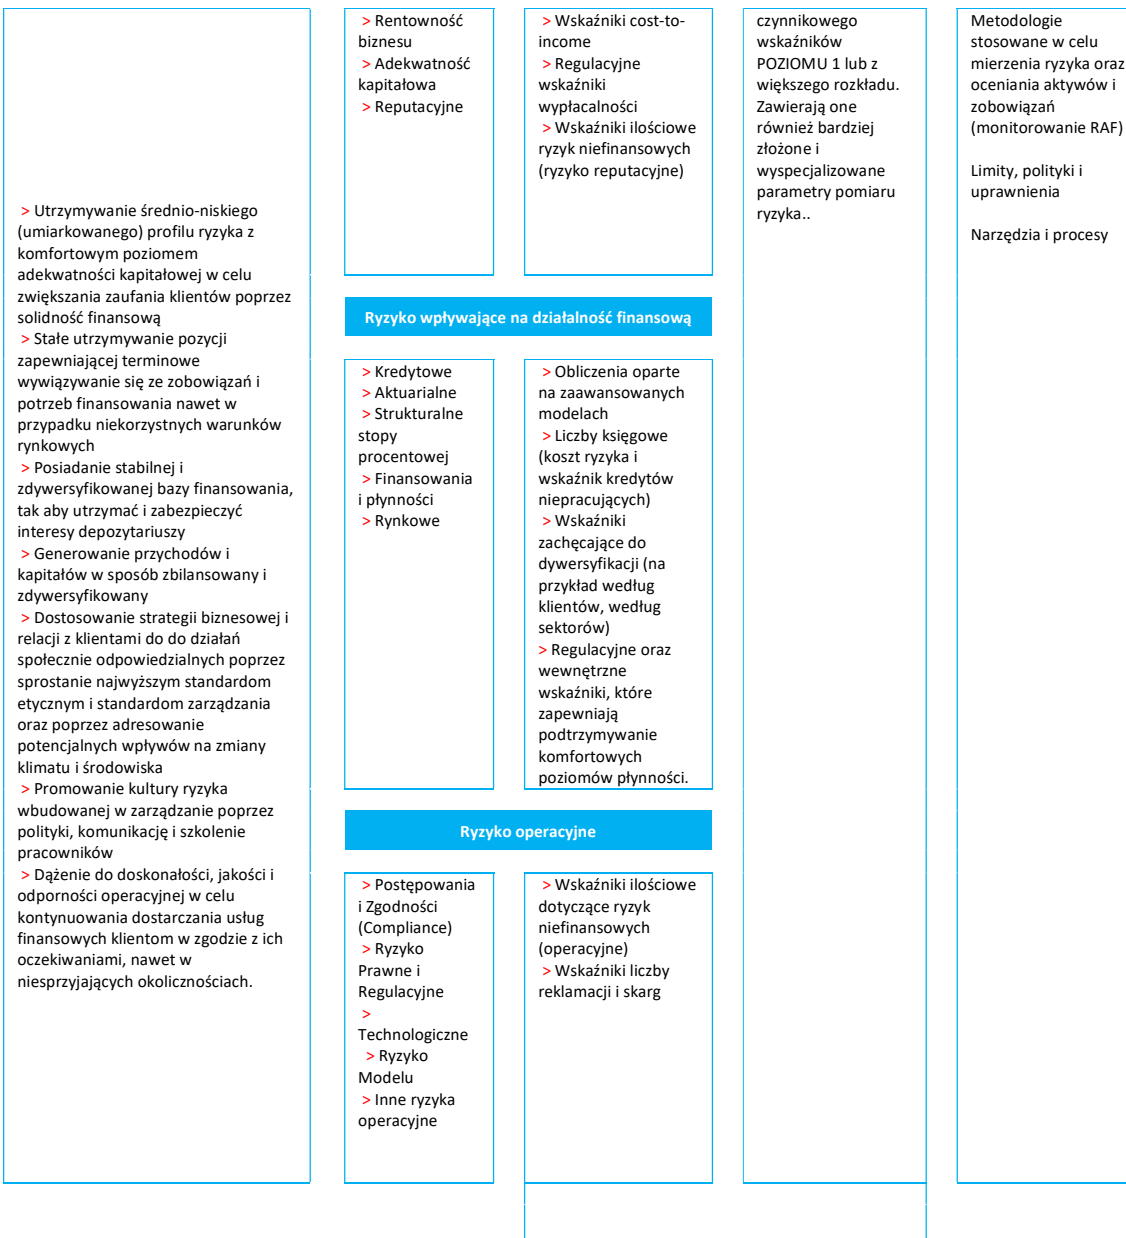 > Utrzymywanie średnio-niskiego
(umiarkowanego) profilu ryzyka z
komfortowym poziomem
adekwatności kapitałowej w celu
zwiększania zaufania klientów poprzez
solidność finansową
> Stałe utrzymywanie pozycji
zapewniającej terminowe
wywiązywanie się ze zobowiązań i
potrzeb finansowania nawet w
przypadku niekorzystnych warunków
rynkowych
> Posiadanie stabilnej i
zdywersyfikowanej bazy finansowania,
tak aby utrzymać i zabezpieczyć
interesy depozytariuszy
> Generowanie przychodów i
kapitałów w sposób zbilansowany i
zdywersyfikowany
> Dostosowanie strategii biznesowej i
relacji z klientami do do działań
społecznie odpowiedzialnych poprzez
sprostanie najwyższym standardom
etycznym i standardom zarządzania
oraz poprzez adresowanie
potencjalnych wpływów na zmiany
klimatu i środowiska
> Promowanie kultury ryzyka
wbudowanej w zarządzanie poprzez
polityki, komunikację i szkolenie
pracowników
> Dążenie do doskonałości, jakości i
odporności operacyjnej w celu
kontynuowania dostarczania usług
finansowych klientom w zgodzie z ich
oczekiwaniami, nawet w
niesprzyjających okolicznościach.
> Rentowność
biznesu
> Adekwatność
kapitałowa
> Reputacyjne
> Wskaźniki cost-to-
income
> Regulacyjne
wskaźniki
wypłacalności
> Wskaźniki ilościowe
ryzyk niefinansowych
(ryzyko reputacyjne)
Ryzyko wpływające na działalność finansową
> Kredytowe
> Aktuarialne
> Strukturalne
stopy
procentowej
> Finansowania
i płynności
> Rynkowe
> Obliczenia oparte
na zaawansowanych
modelach
> Liczby księgowe
(koszt ryzyka i
wskaźnik kredytów
niepracujących)
> Wskaźniki
zachęcające do
dywersyfikacji (na
przykład według
klientów, według
sektorów)
> Regulacyjne oraz
wewnętrzne
wskaźniki, które
zapewniają
podtrzymywanie
komfortowych
poziomów płynności.
Ryzyko operacyjne
> Postępowania
i Zgodności
(Compliance)
> Ryzyko
Prawne i
Regulacyjne
>
Technologiczne
> Ryzyko
Modelu
> Inne ryzyka
operacyjne
> Wskaźniki ilościowe
dotyczące ryzyk
niefinansowych
(operacyjne)
> Wskaźniki liczby
reklamacji i skarg
czynnikowego
wskaźników
POZIOMU 1 lub z
większego rozkładu.
Zawierają one
również bardziej
złożone i
wyspecjalizowane
parametry pomiaru
ryzyka..
Metodologie
stosowane w celu
mierzenia ryzyka oraz
oceniania aktywów i
zobowiązań
(monitorowanie RAF)
Limity, polityki i
uprawnienia
Narzędzia i procesy